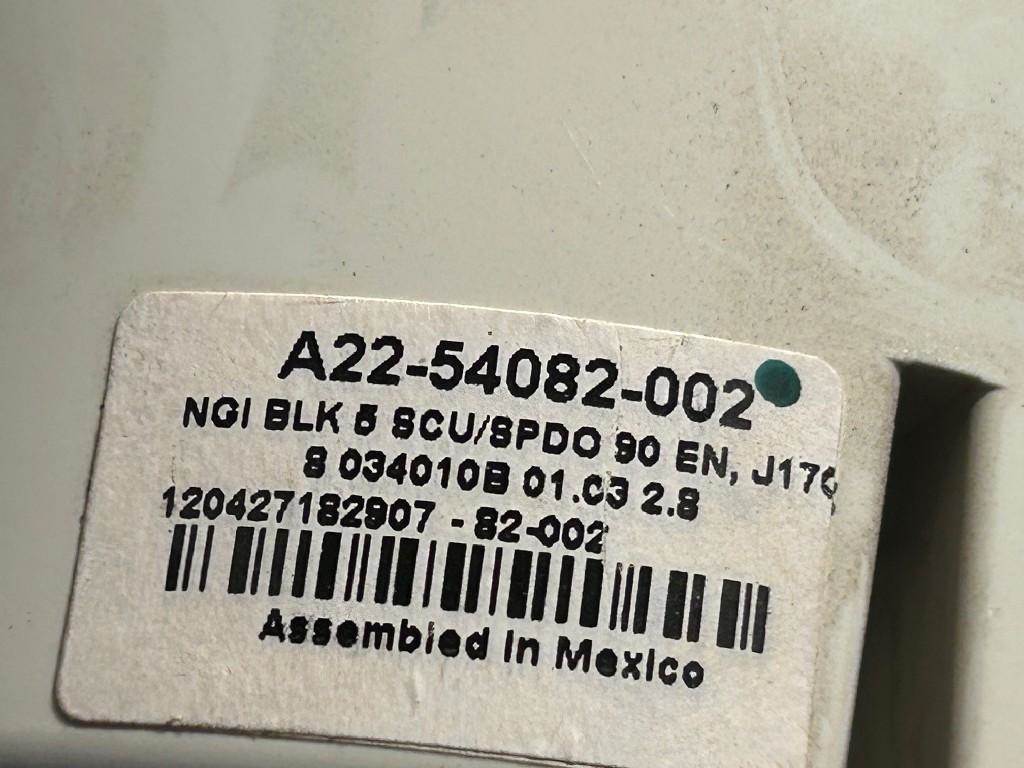 A22-54082-002
NGI BLK 5 SCU/SPDO 90 EN, J170
8 034010B 01.03 2.8
120427182907 - 82-002
Assembled In Mexico